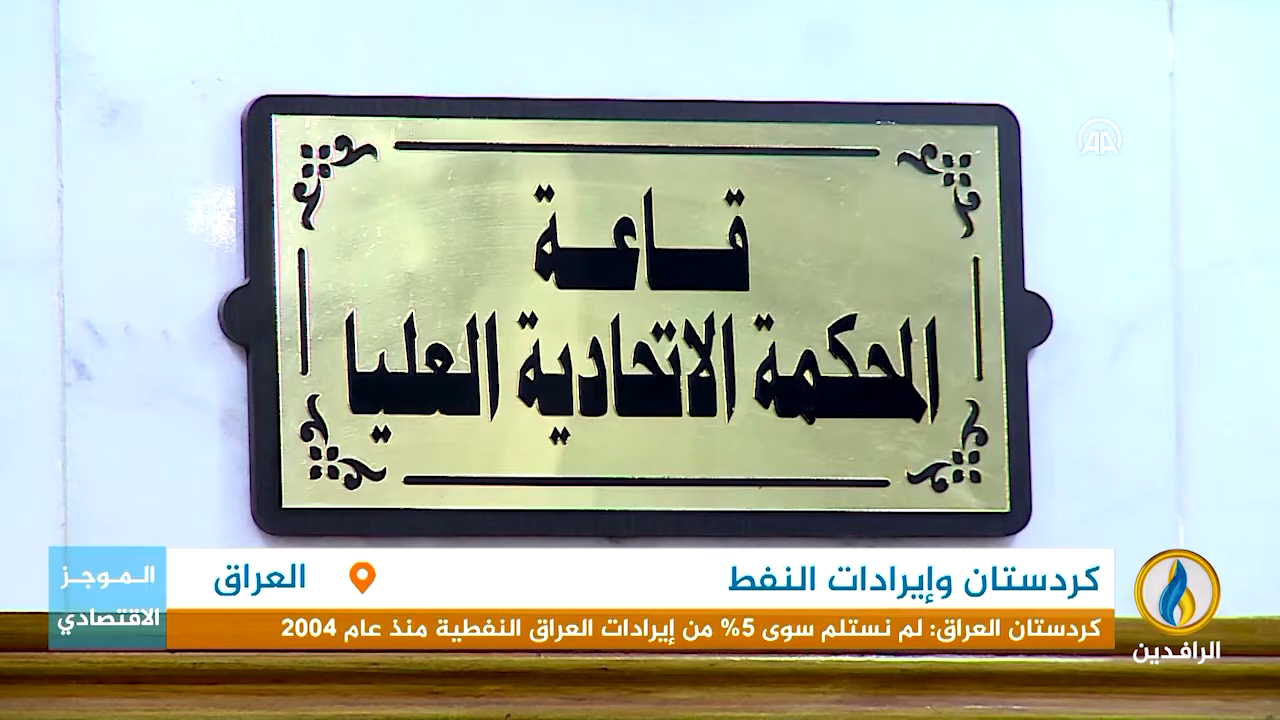 AA
قاعة
المحكمة الاتحادية العليا
كردستان وإيرادات النفط
العراق
كردستان العراق: لم نستلم سوى 5% من إيرادات العراق النفطية منذ عام 2004
الموجز
الاقتصادي
الرافدين